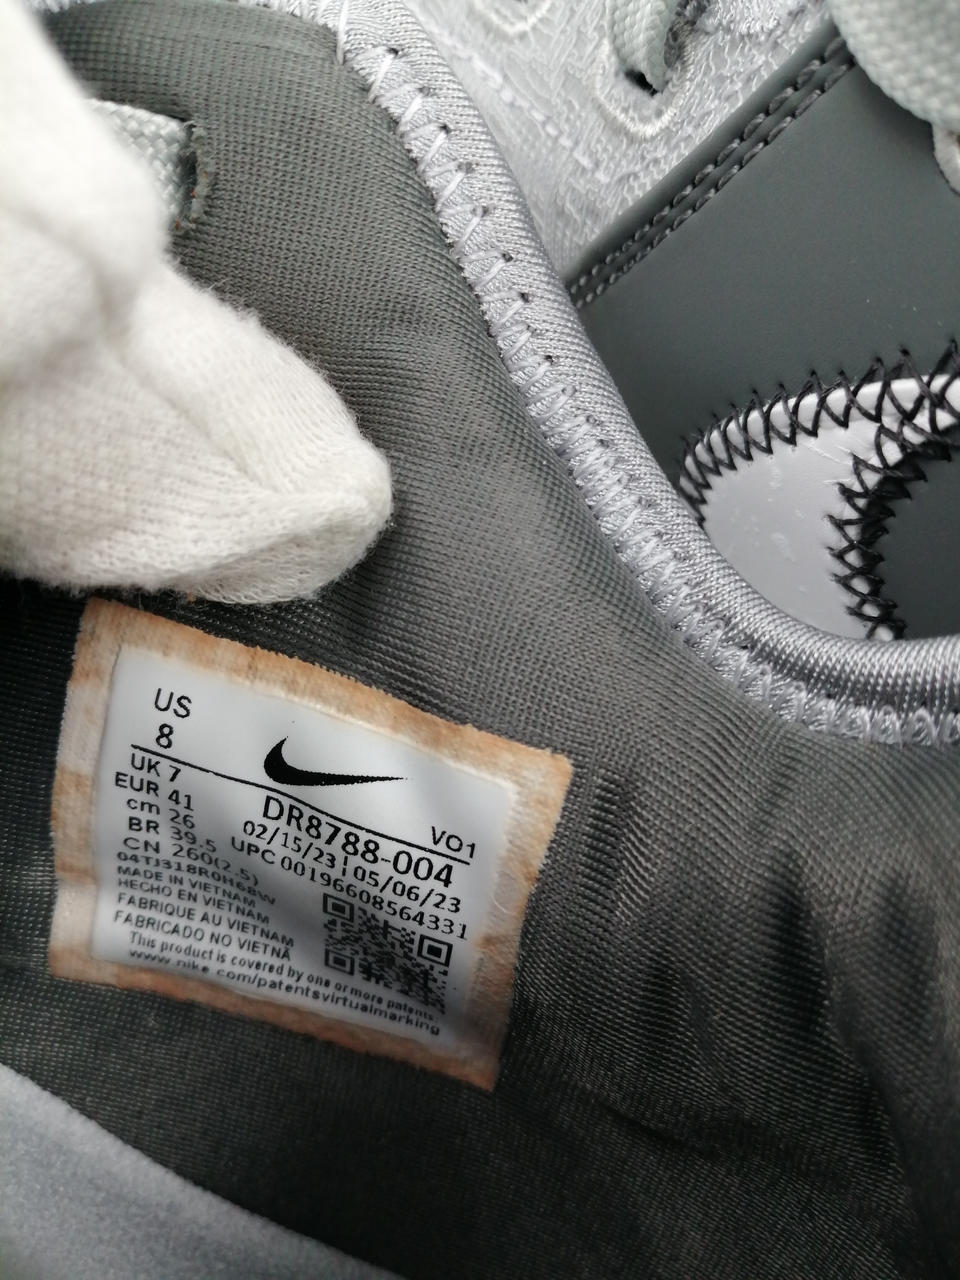 US
8
UK 7
EUR 41
cm 26
BR 39.5
CN 260(2.5)
VO1
DR8788-004
02/15/23 | 05/06/23
UPC 00196608564331
04TJ318R0H68W
MADE IN VIETNAM
HECHO EN VIETNAM
FABRIQUE AU VIETNAM
FABRICADO NO VIETNÃ
This product is covered by one or more patents.
www.nike.com/patentsvirtualmarking